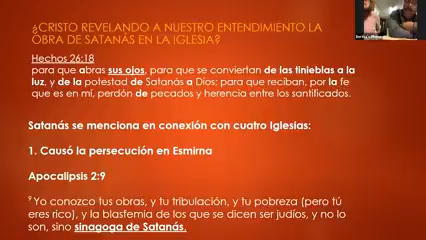 ¿CRISTO REVELANDO A NUESTRO ENTENDIMIENTO LA
OBRA DE SATANÁS EN LA IGLESIA?
Hechos 26:18
para que abras sus ojos, para que se conviertan de las tinieblas a la
luz, y de la potestad de Satanás a Dios; para que reciban, por la fe
que es en mí, perdón de pecados y herencia entre los santificados.
Satanás se menciona en conexión con cuatro Iglesias:
1. Causó la persecución en Esmirna
Apocalipsis 2:9
9 Yo conozco tus obras, y tu tribulación, y tu pobreza (pero tú
eres rico), y la blasfemia de los que se dicen ser judíos, y no lo
son, sino sinagoga de Satanás.